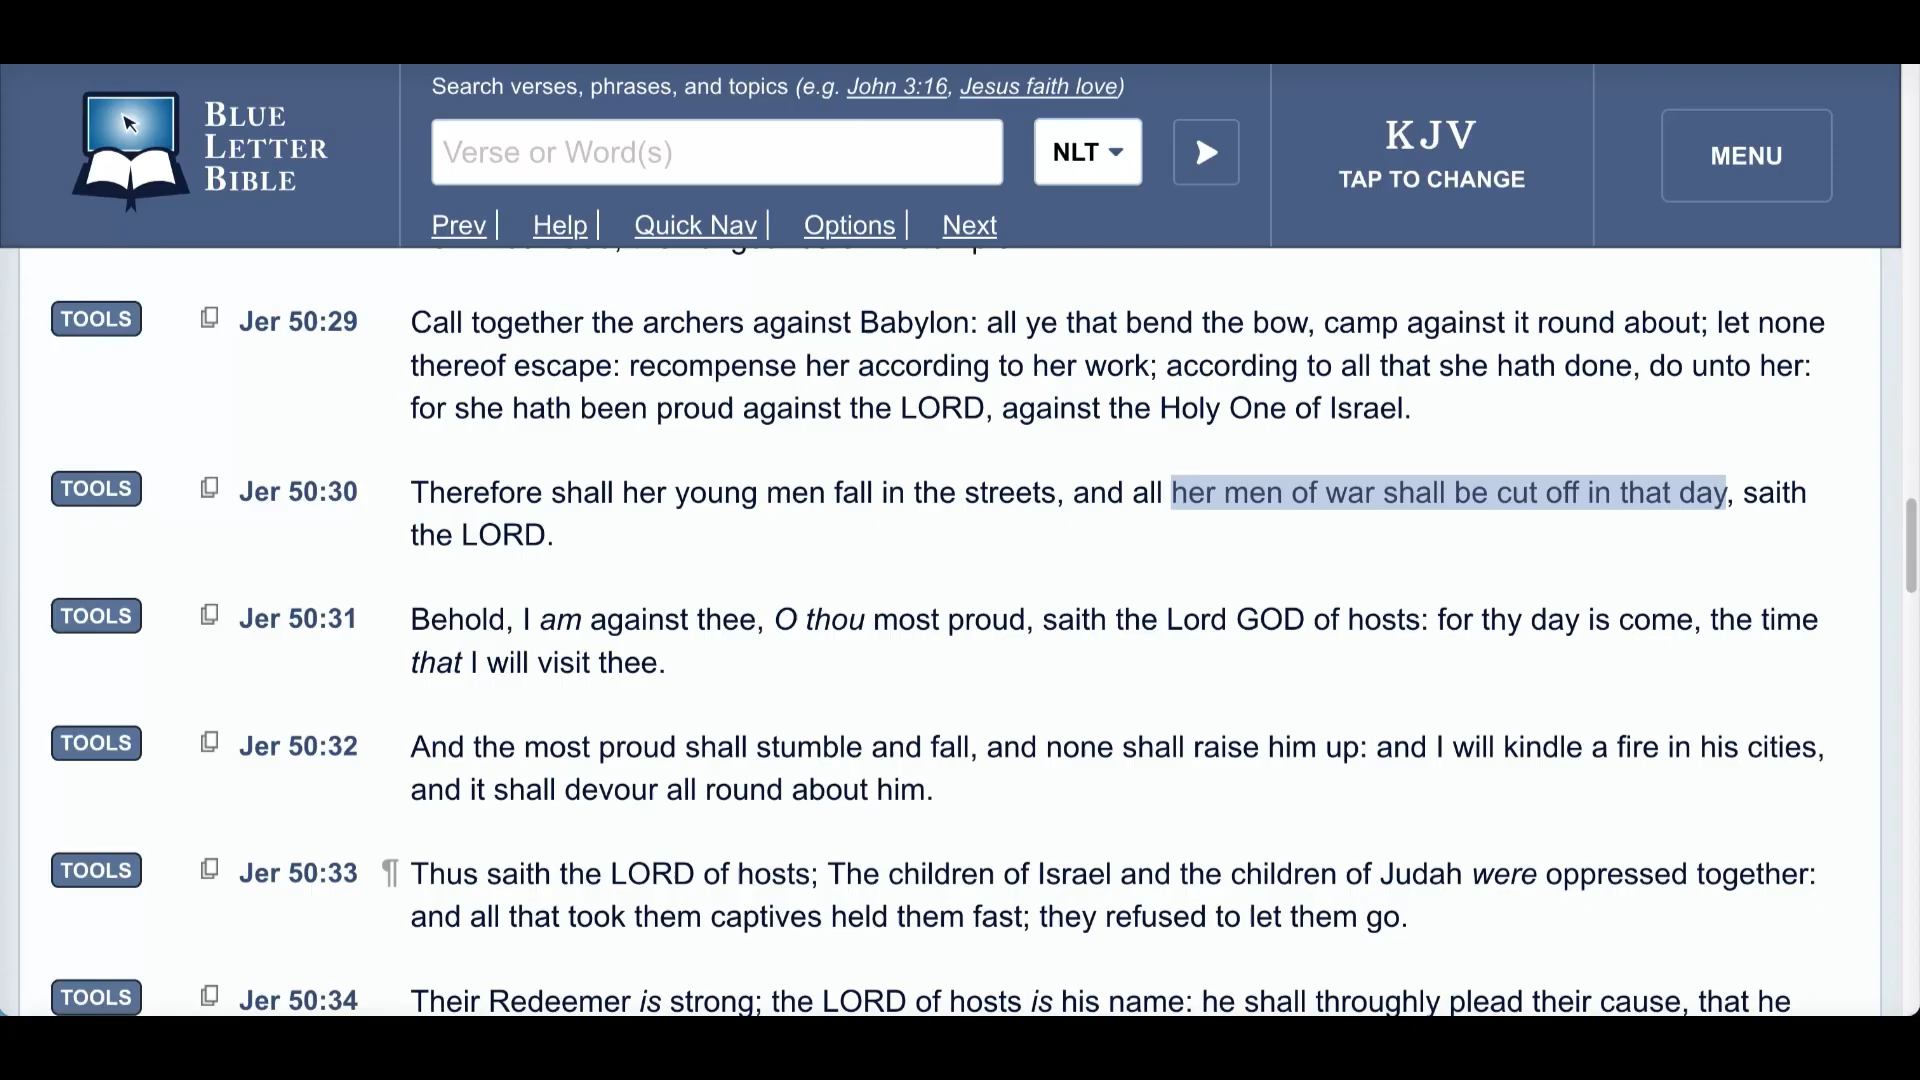 BLUE
LETTER
BIBLE
Search verses, phrases, and topics (e.g. John 3:16, Jesus faith love)
Verse or Word(s)
NLT
KJV
TAP TO CHANGE
MENU
Prev | Help | Quick Nav | Options | Next
TOOLS Jer 50:29 Call together the archers against Babylon: all ye that bend the bow, camp against it round about; let none
thereof escape: recompense her according to her work; according to all that she hath done, do unto her:
for she hath been proud against the LORD, against the Holy One of Israel.
TOOLS Jer 50:30 Therefore shall her young men fall in the streets, and all her men of war shall be cut off in that day, saith
the LORD.
TOOLS Jer 50:31 Behold, I am against thee, O thou most proud, saith the Lord GOD of hosts: for thy day is come, the time
that I will visit thee.
TOOLS Jer 50:32 And the most proud shall stumble and fall, and none shall raise him up: and I will kindle a fire in his cities,
and it shall devour all round about him.
TOOLS Jer 50:33 ¶ Thus saith the LORD of hosts; The children of Israel and the children of Judah were oppressed together:
and all that took them captives held them fast; they refused to let them go.
TOOLS Jer 50:34 Their Redeemer is strong; the LORD of hosts is his name: he shall throughly plead their cause, that he